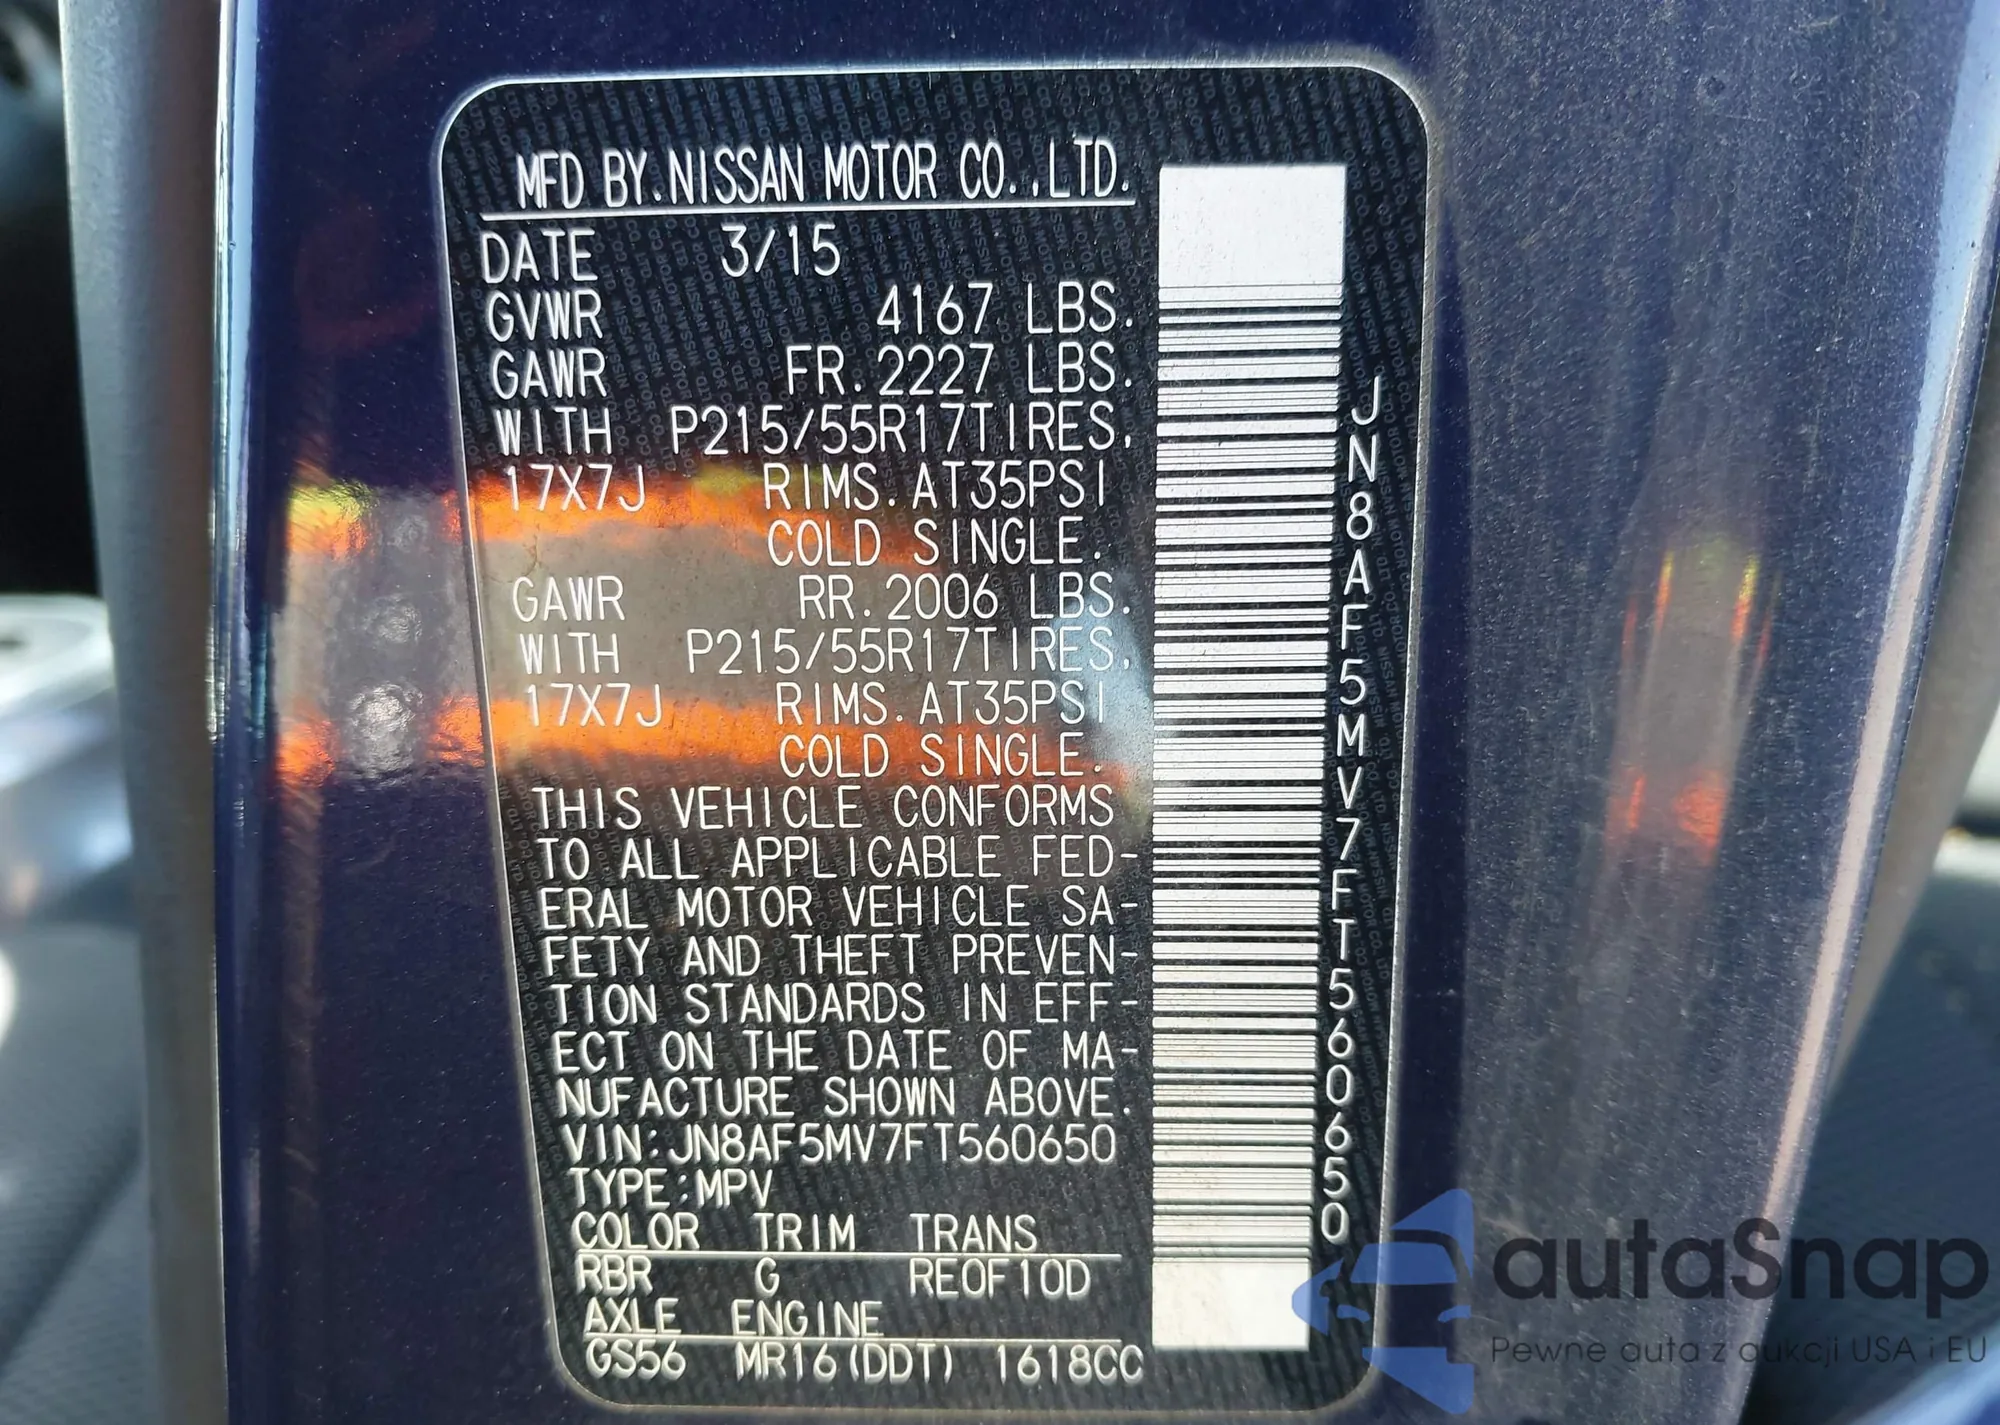 MFD BY.NISSAN MOTOR CO.,LTD.
DATE 3/15
GVWR 4167 LBS.
GAWR FR.2227 LBS.
WITH P215/55R17TIRES,
17X7J RIMS.AT35PSI
COLD SINGLE.
GAWR RR.2006 LBS.
WITH P215/55R17TIRES,
17X7J RIMS.AT35PSI
COLD SINGLE.
THIS VEHICLE CONFORMS
TO ALL APPLICABLE FED-
ERAL MOTOR VEHICLE SA-
FETY AND THEFT PREVEN-
TION STANDARDS IN EFF-
ECT ON THE DATE OF MA-
NUFACTURE SHOWN ABOVE.
VIN:JN8AF5MV7FT560650
TYPE:MPV
COLOR TRIM TRANS
RBR G RE0F10D
AXLE ENGINE
GS56 MR16(DDT) 1618CC
JN8AF5MV7FT560650
autaSnap
Pewne auta z aukcji USA i EU